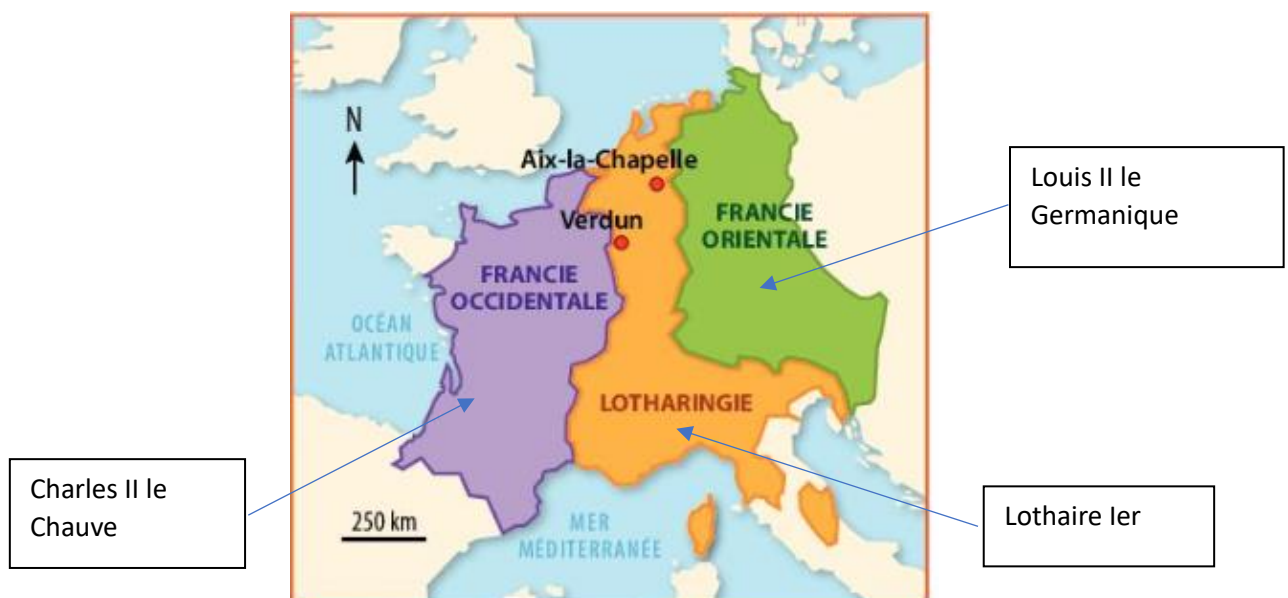 N
Aix-la-Chapelle
Verdun
FRANCIE
ORIENTALE
FRANCIE
OCCIDENTALE
OCÉAN
ATLANTIQUE
LOTHARINGIE
250 km
MER
MÉDITERRANÉE
Louis II le
Germanique
Charles II le
Chauve
Lothaire Ier